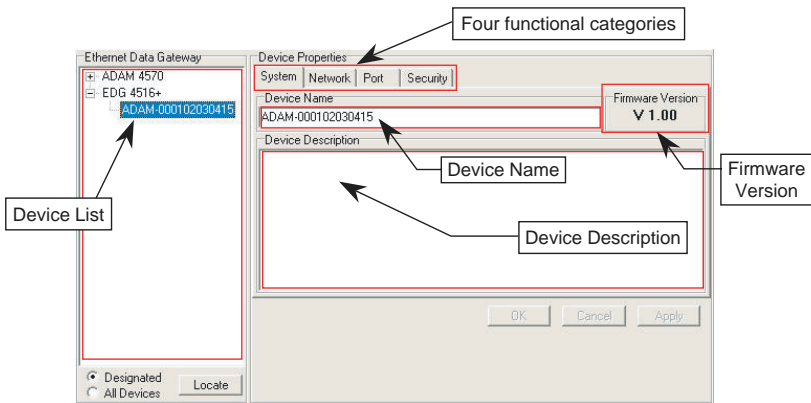 Four functional categories
Ethernet Data Gateway
ADAM 4570
EDG 4516+
ADAM-000102030415
Device List
Designated
All Devices
Locate
Device Properties
System Network Port Security
Device Name
ADAM-000102030415
Firmware Version
V 1.00
Device Description
Device Name
Firmware
Version
Device Description
OK Cancel Apply